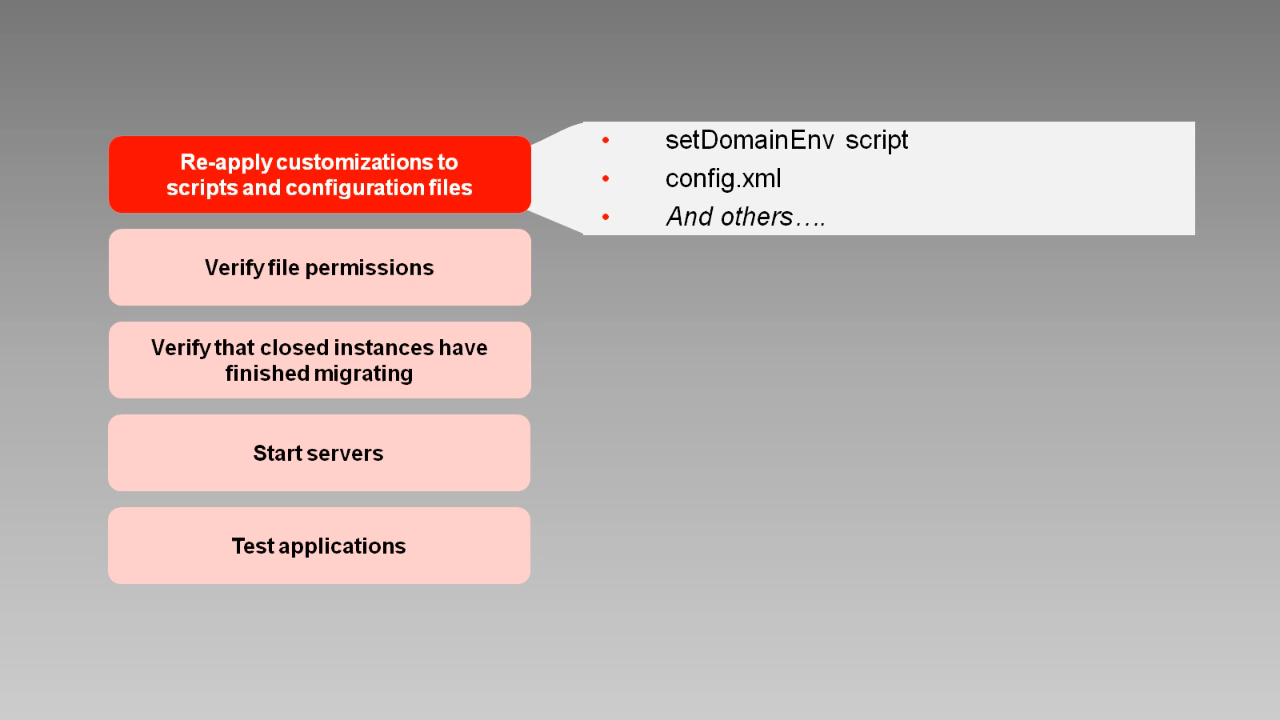 Re-apply customizations to
scripts and configuration files
• setDomainEnv script
• config.xml
• And others….
Verify file permissions
Verify that closed instances have
finished migrating
Start servers
Test applications